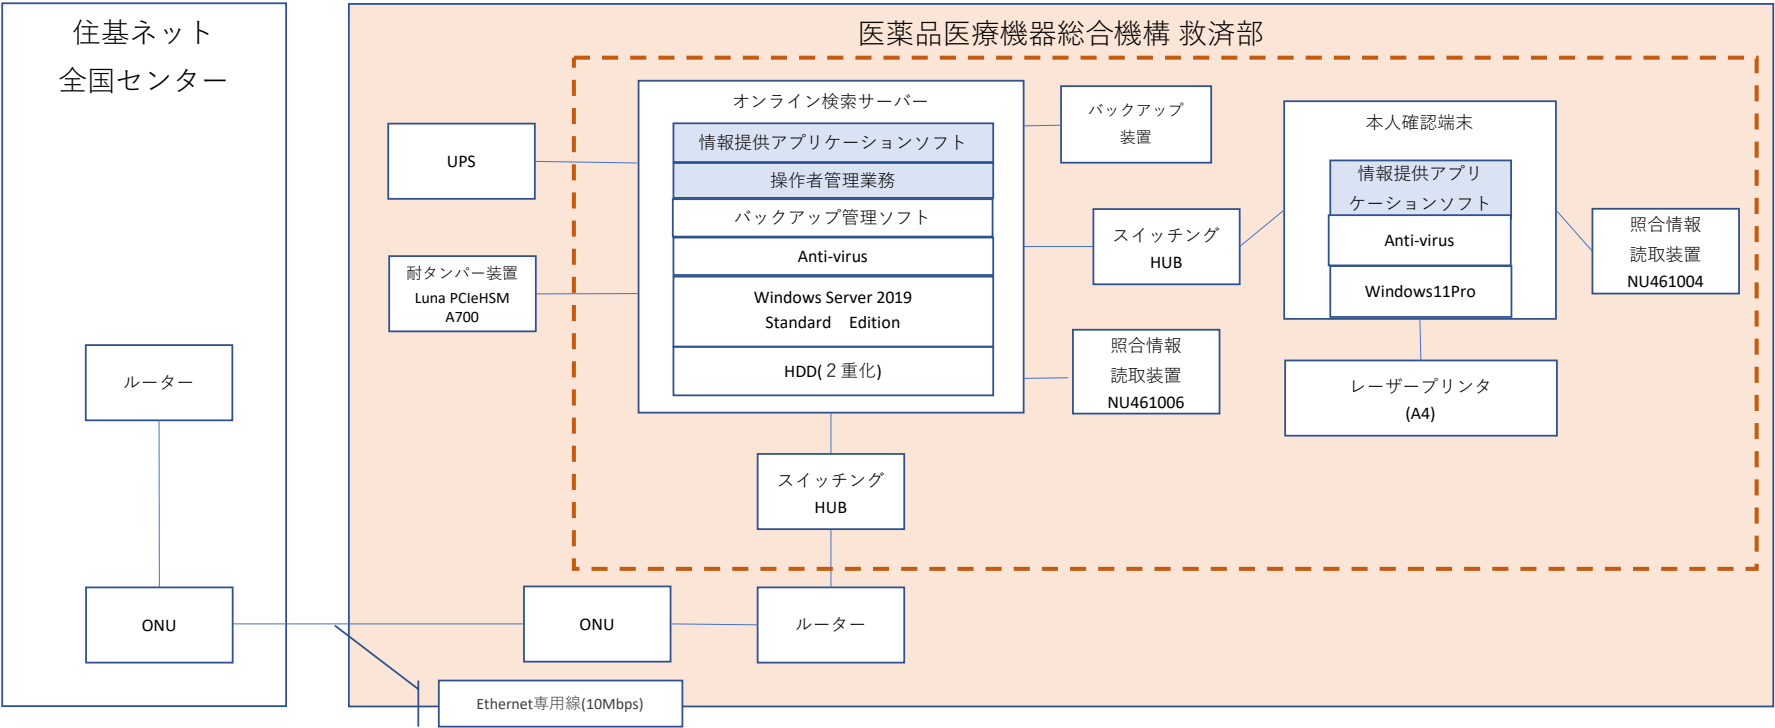 住基ネット
全国センター
ルーター
ONU
医薬品医療機器総合機構 救済部
UPS
耐タンパー装置
Luna PCIeHSM
A700
オンライン検索サーバー
情報提供アプリケーションソフト
操作者管理業務
バックアップ管理ソフト
Anti-virus
Windows Server 2019
Standard　Edition
HDD(２重化)
バックアップ
装置
スイッチング
HUB
照合情報
読取装置
NU461006
本人確認端末
情報提供アプリ
ケーションソフト
Anti-virus
Windows11Pro
照合情報
読取装置
NU461004
レーザープリンタ
(A4)
スイッチング
HUB
ONU
ルーター
Ethernet専用線(10Mbps)